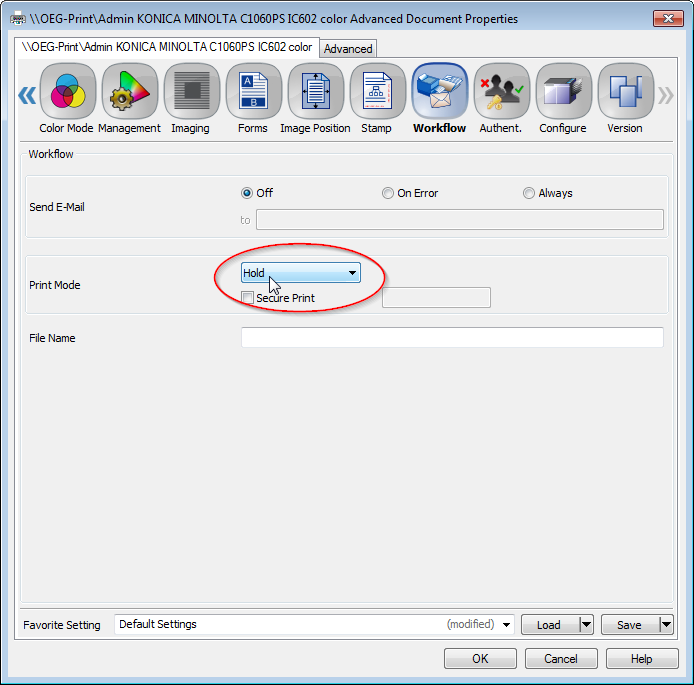 \\OEG-Print\Admin KONICA MINOLTA C1060PS IC602 color Advanced Document Properties
\\OEG-Print\Admin KONICA MINOLTA C1060PS IC602 color Advanced
Color Mode Management Imaging Forms Image Position Stamp Workflow Authent. Configure Version
A
B
Workflow
Send E-Mail Off On Error Always
to
Print Mode Hold
Secure Print
File Name
Favorite Setting Default Settings (modified) Load Save
OK Cancel Help